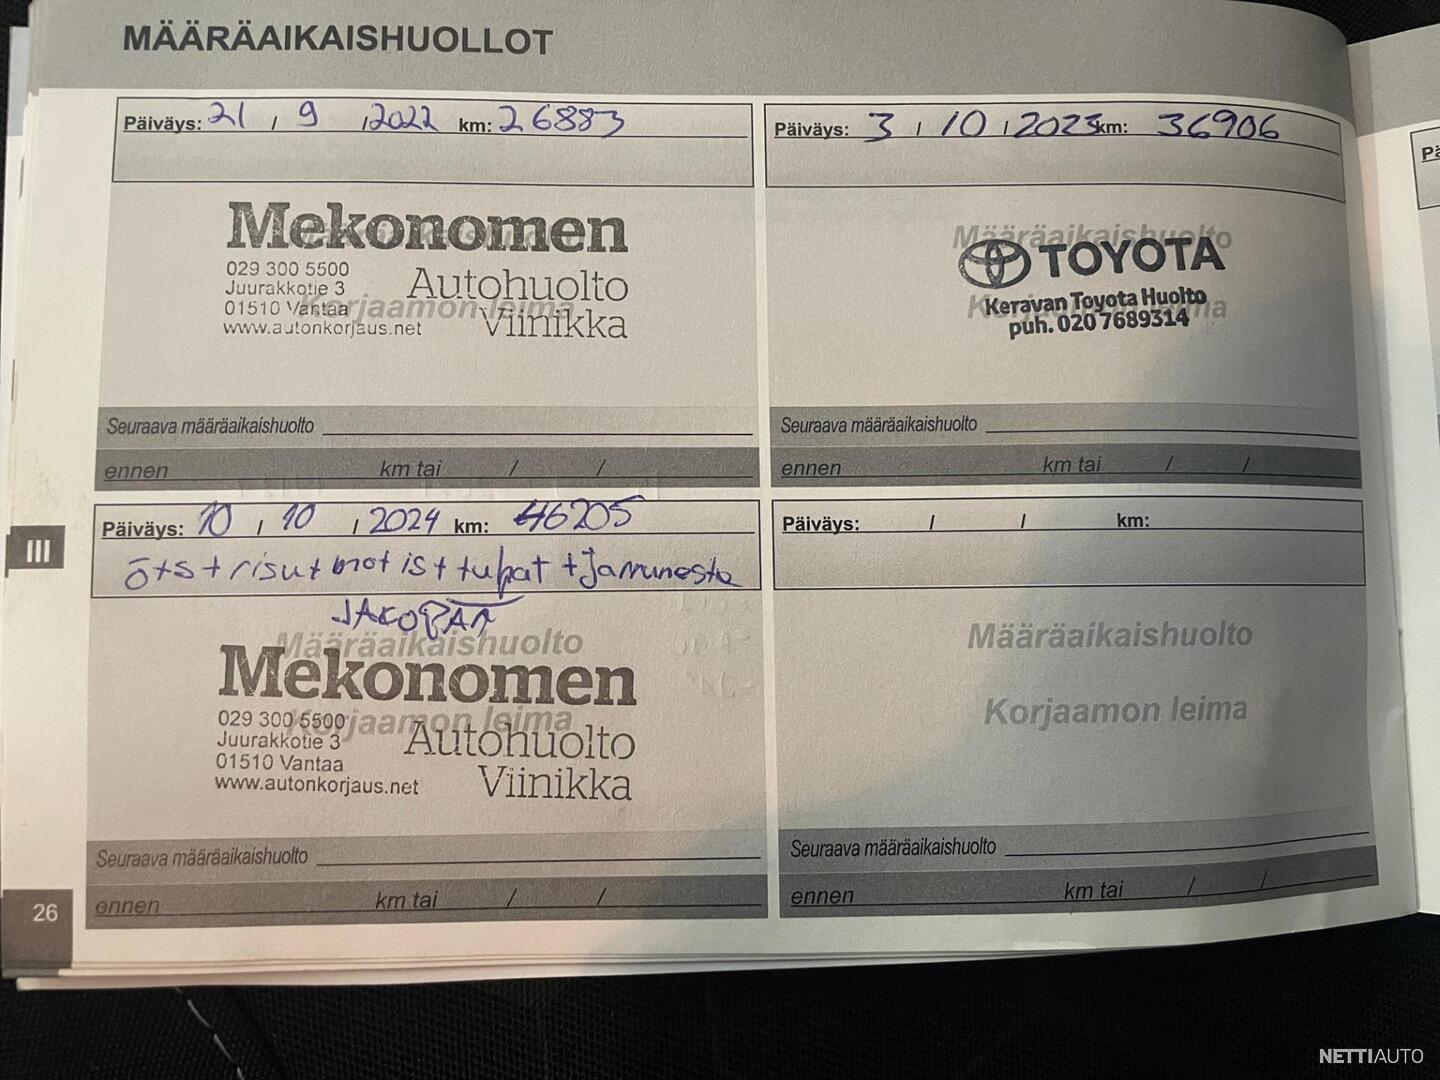 MÄÄRÄAIKAISHUOLLOT
Päiväys: 21 / 9 / 2022 km: 26883
Mekonomen
029 300 5500
Juurakkotie 3
01510 Vantaa
www.autonkorjaus.net
Autohuolto
Viinikka
Korjaamon leima
Seuraava määräaikaishuolto
ennen km tai / /
Päiväys: 3 / 10 / 2023 km: 36906
Määräaikaishuolto
TOYOTA
Keravan Toyota Huolto
puh. 020 7689314
Seuraava määräaikaishuolto
ennen km tai / /
III
Päiväys: 10 / 10 / 2024 km: 46205
JAKOPÄÄ
Määräaikaishuolto
Mekonomen
029 300 5500
Juurakkotie 3
01510 Vantaa
www.autonkorjaus.net
Korjaamon leima
Autohuolto
Viinikka
Seuraava määräaikaishuolto
ennen km tai / /
Päiväys: / / km:
Määräaikaishuolto
Korjaamon leima
Seuraava määräaikaishuolto
ennen km tai / /
26
Pä
NETTIAUTO